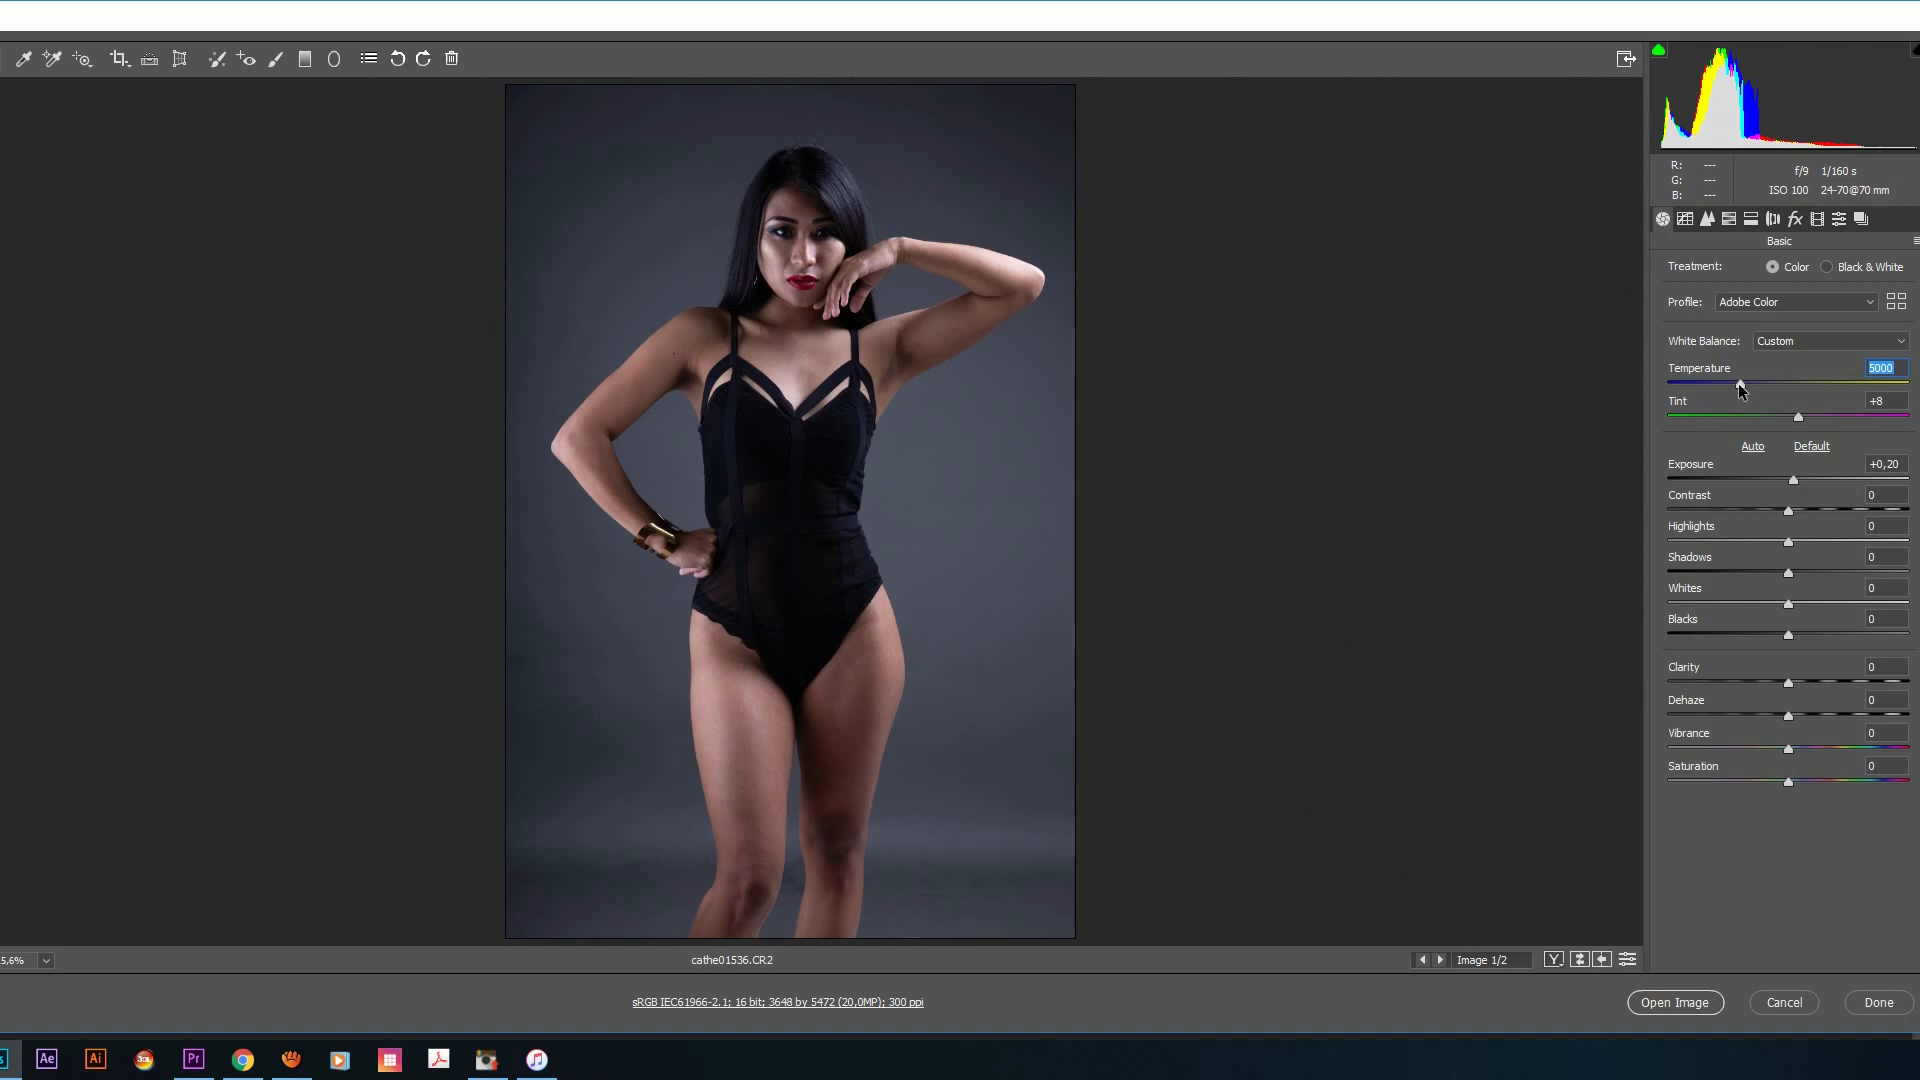 R: ---
G: ---
B: ---
f/9 1/160 s
ISO 100 24-70@70 mm
fx
Basic
Treatment: Color Black & White
Profile: Adobe Color
White Balance: Custom
Temperature 5000
Tint +8
Auto Default
Exposure +0,20
Contrast 0
Highlights 0
Shadows 0
Whites 0
Blacks 0
Clarity 0
Dehaze 0
Vibrance 0
Saturation 0
5,6% cathe01536.CR2 Image 1/2 Y
sRGB IEC61966-2.1; 16 bit; 3648 by 5472 (20,0MP); 300 ppi
Open Image Cancel Done
s Ae Ai Pr